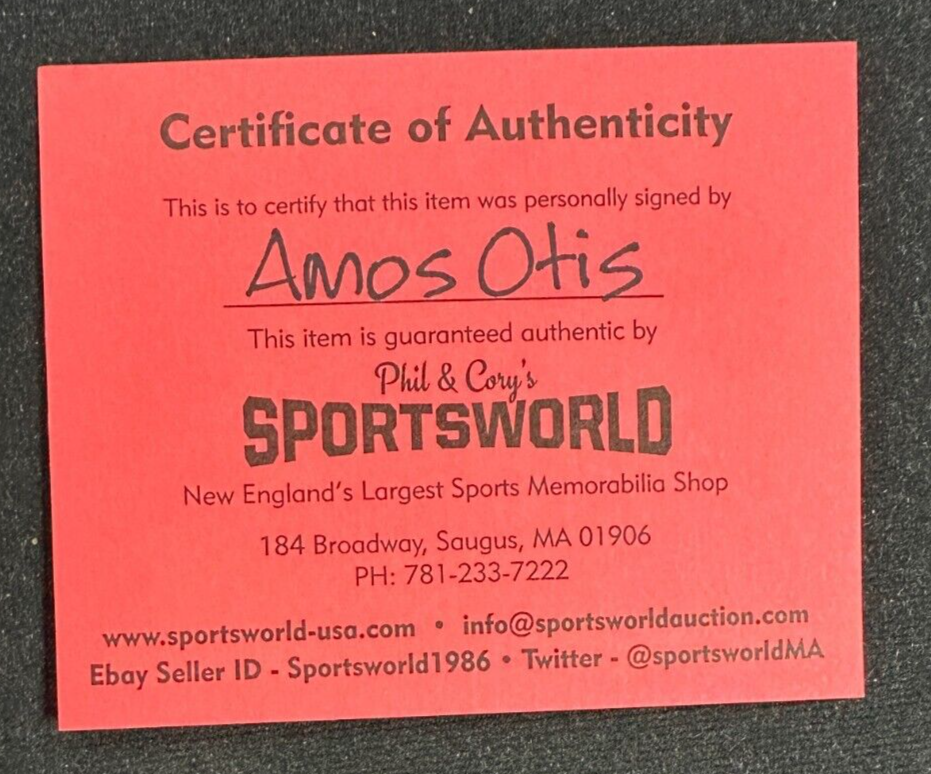 Certificate of Authenticity
This is to certify that this item was personally signed by
Amos Otis
This item is guaranteed authentic by
Phil & Cory's
SPORTSWORLD
New England's Largest Sports Memorabilia Shop
184 Broadway, Saugus, MA 01906
PH: 781-233-7222
www.sportsworld-usa.com • info@sportsworldauction.com
Ebay Seller ID - Sportsworld1986 • Twitter - @sportsworldMA